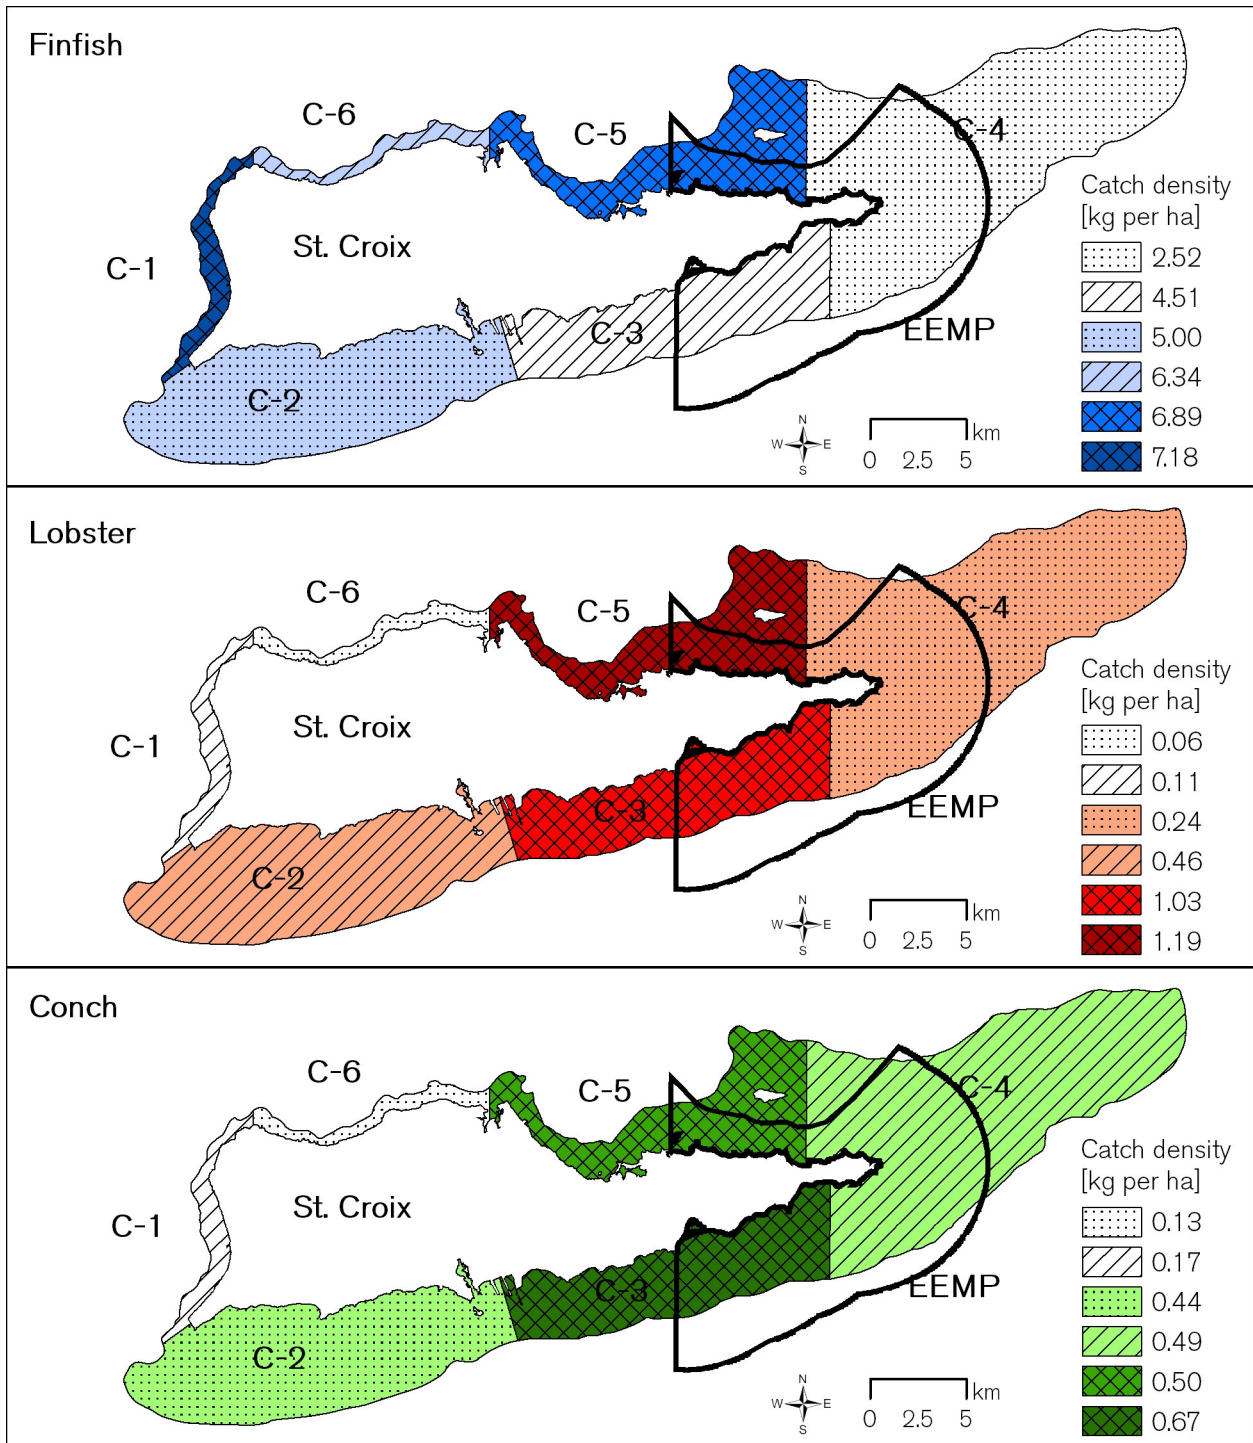 Finfish
C-6
C-5
C-4
C-1
St. Croix
C-3
C-2
EEMP
Catch density
[kg per ha]
2.52
4.51
5.00
6.34
6.89
7.18
N
W E
S
km
0 2.5 5
Lobster
C-6
C-5
C-4
C-1
St. Croix
C-3
C-2
EEMP
Catch density
[kg per ha]
0.06
0.11
0.24
0.46
1.03
1.19
N
W E
S
km
0 2.5 5
Conch
C-6
C-5
C-4
C-1
St. Croix
C-3
C-2
EEMP
Catch density
[kg per ha]
0.13
0.17
0.44
0.49
0.50
0.67
N
W E
S
km
0 2.5 5